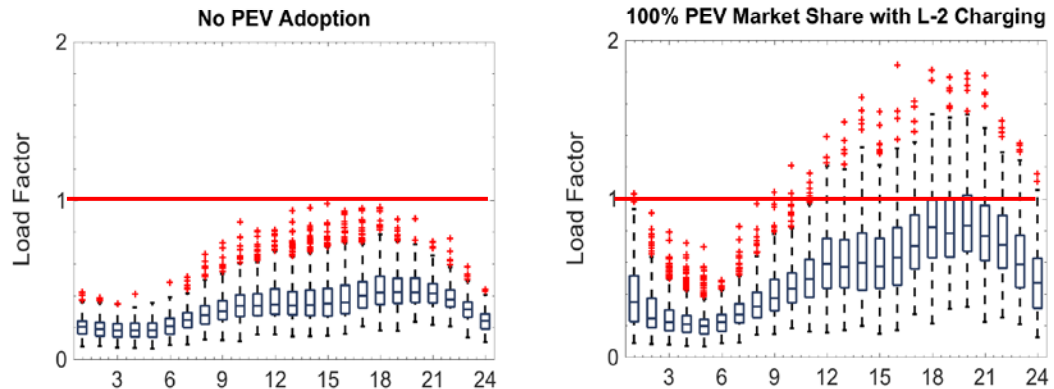 No PEV Adoption
2
1
0
Load Factor
3 6 9 12 15 18 21 24
100% PEV Market Share with L-2 Charging
2
1
0
Load Factor
3 6 9 12 15 18 21 24